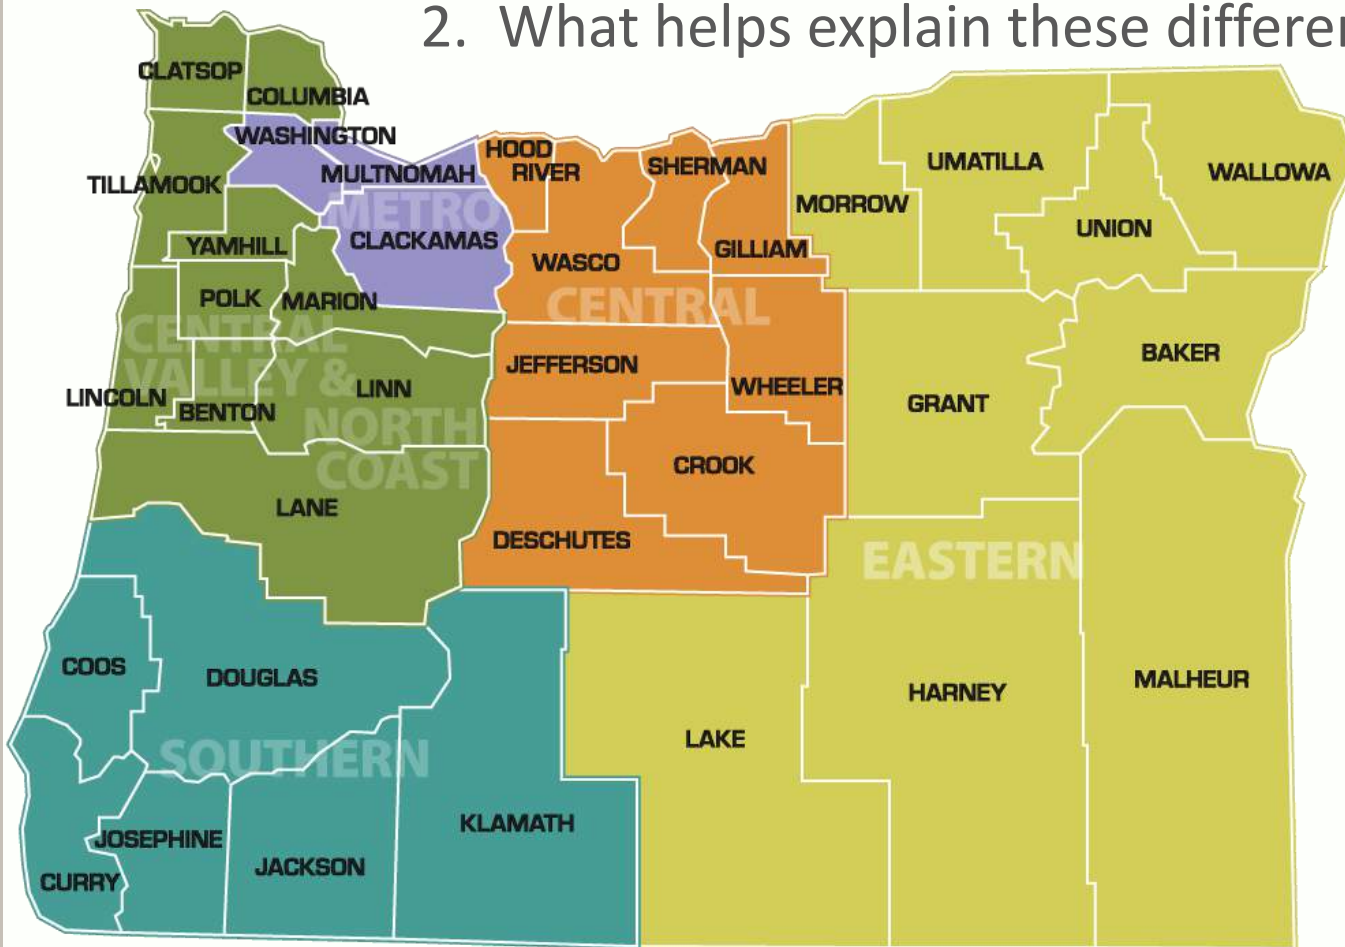 2. What helps explain these differen
CLATSOP
COLUMBIA
WASHINGTON
MULTNOMAH
TILLAMOOK
METRO
CLACKAMAS
YAMHILL
POLK
MARION
CENTRAL
VALLEY &
NORTH
COAST
LINCOLN
BENTON
LINN
LANE
HOOD
RIVER
SHERMAN
WASCO
GILLIAM
CENTRAL
JEFFERSON
WHEELER
CROOK
DESCHUTES
MORROW
UMATILLA
UNION
WALLOWA
GRANT
BAKER
EASTERN
HARNEY
MALHEUR
LAKE
COOS
DOUGLAS
SOUTHERN
KLAMATH
JOSEPHINE
JACKSON
CURRY